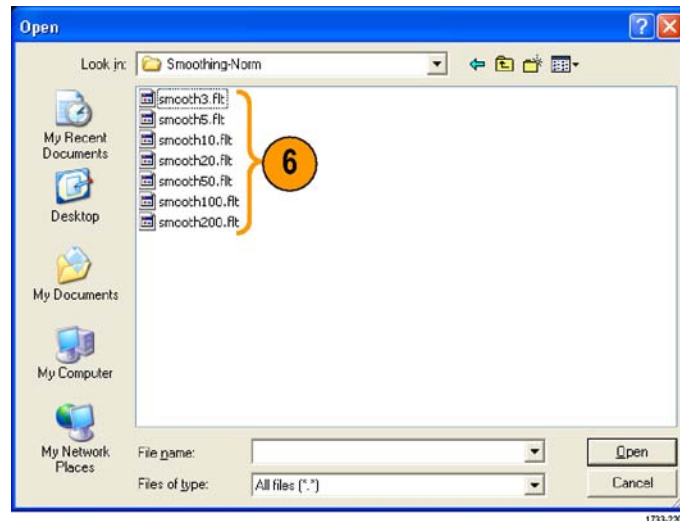 Open
Look in:
Smoothing-Norm
smooth3.flt
smooth5.flt
smooth10.flt
smooth20.flt
smooth50.flt
smooth100.flt
smooth200.flt
6
My Recent
Documents
Desktop
My Documents
My Computer
My Network
Places
File name:
Open
Files of type:
All files (*.*)
Cancel